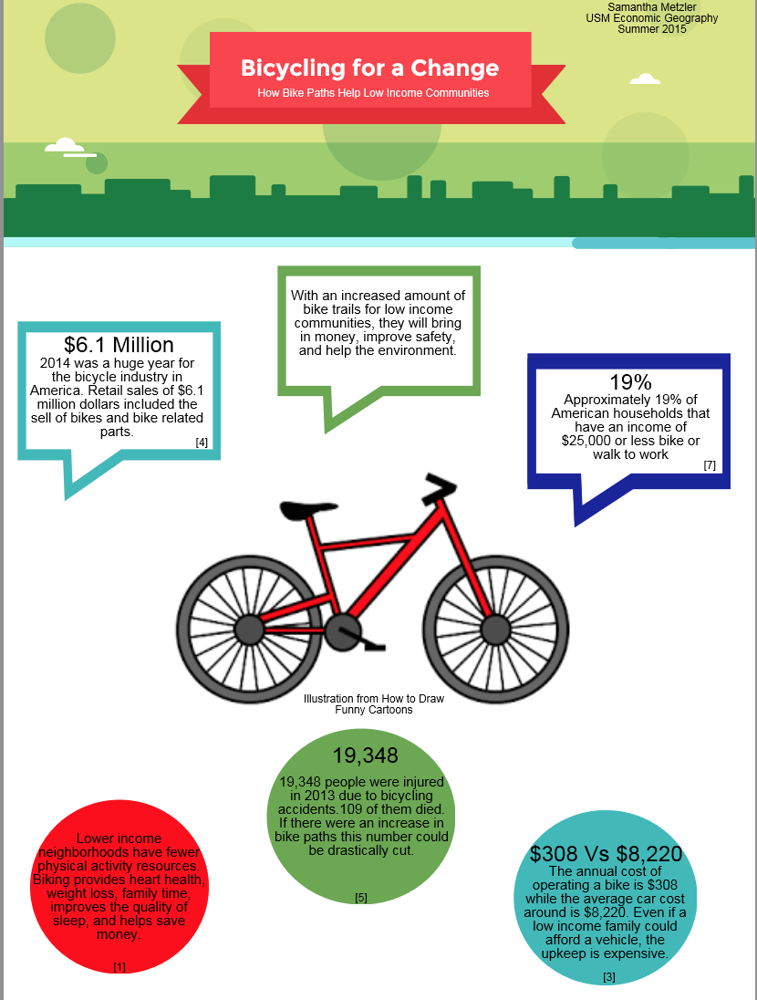 Samantha Metzler
USM Economic Geography
Summer 2015
Bicycling for a Change
How Bike Paths Help Low Income Communities
With an increased amount of
bike trails for low income
communities, they will bring
in money, improve safety,
and help the environment.
$6.1 Million
2014 was a huge year for
the bicycle industry in
America. Retail sales of $6.1
million dollars included the
sell of bikes and bike related
parts.
[4]
19%
Approximately 19% of
American households that
have an income of
$25,000 or less bike or
walk to work
[7]
Illustration from How to Draw
Funny Cartoons
19,348
19,348 people were injured
in 2013 due to bicycling
accidents.109 of them died.
If there were an increase in
bike paths this number could
be drastically cut.
[5]
Lower income
neighborhoods have fewer
physical activity resources.
Biking provides heart health,
weight loss, family time,
improves the quality of
sleep, and helps save
money.
[1]
$308 Vs $8,220
The annual cost of
operating a bike is $308
while the average car cost
around is $8,220. Even if a
low income family could
afford a vehicle, the
upkeep is expensive.
[3]